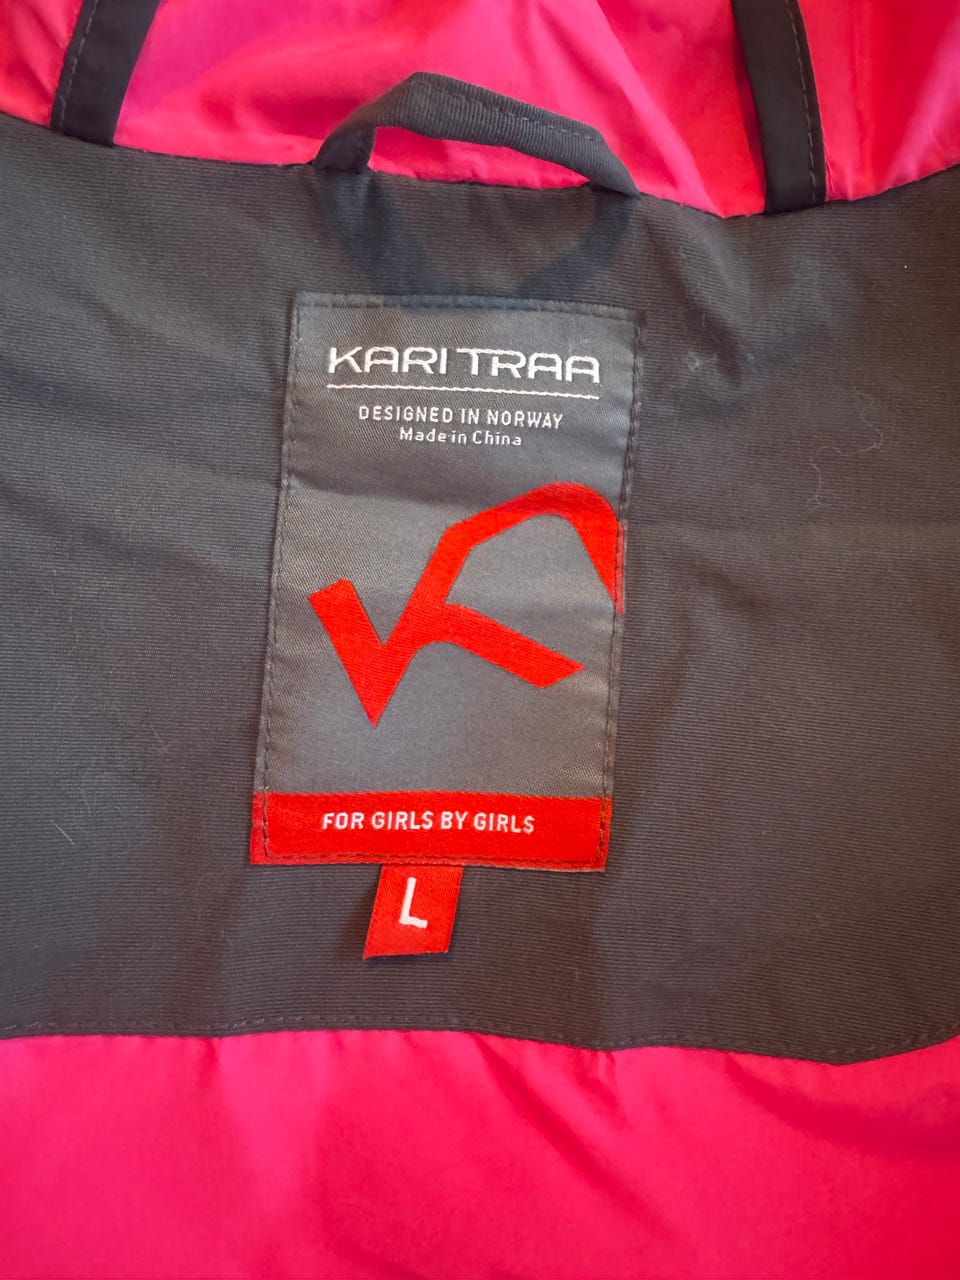 KARI TRAA
DESIGNED IN NORWAY
Made in China
FOR GIRLS BY GIRLS
L